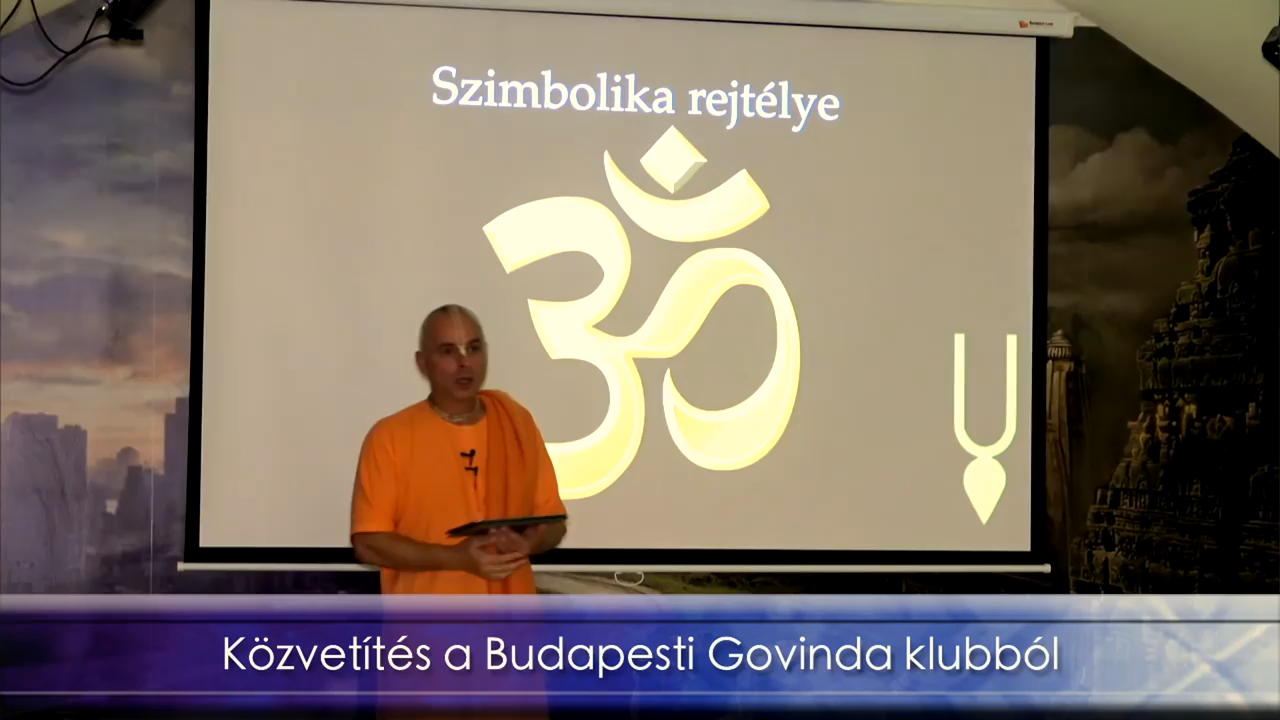 Szimbolika rejtélye
ॐ
Közvetítés a Budapesti Govinda klubból